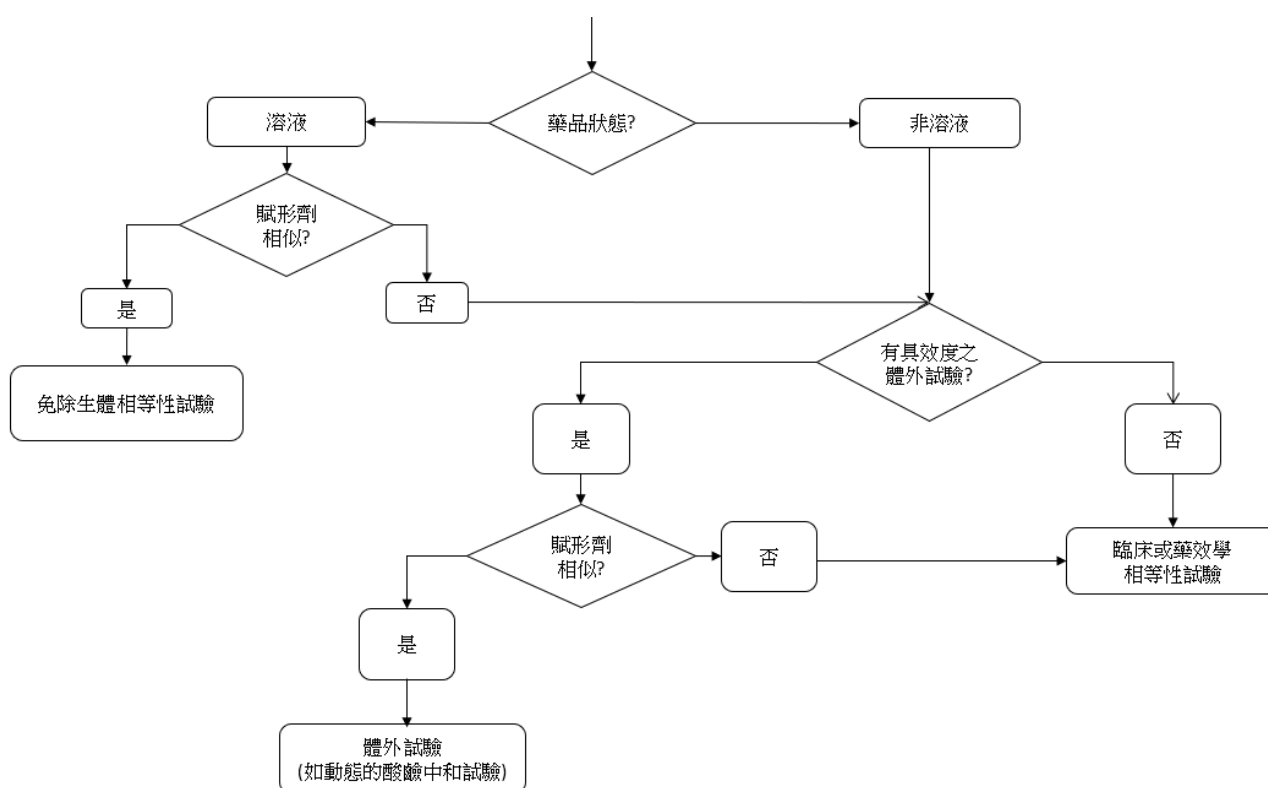 溶液
藥品狀態?
非溶液
賦形劑
相似?
是
否
有具效度之
體外試驗?
免除生體相等性試驗
是
否
賦形劑
相似?
否
臨床或藥效學
相等性試驗
是
體外試驗
(如動態的酸鹼中和試驗)